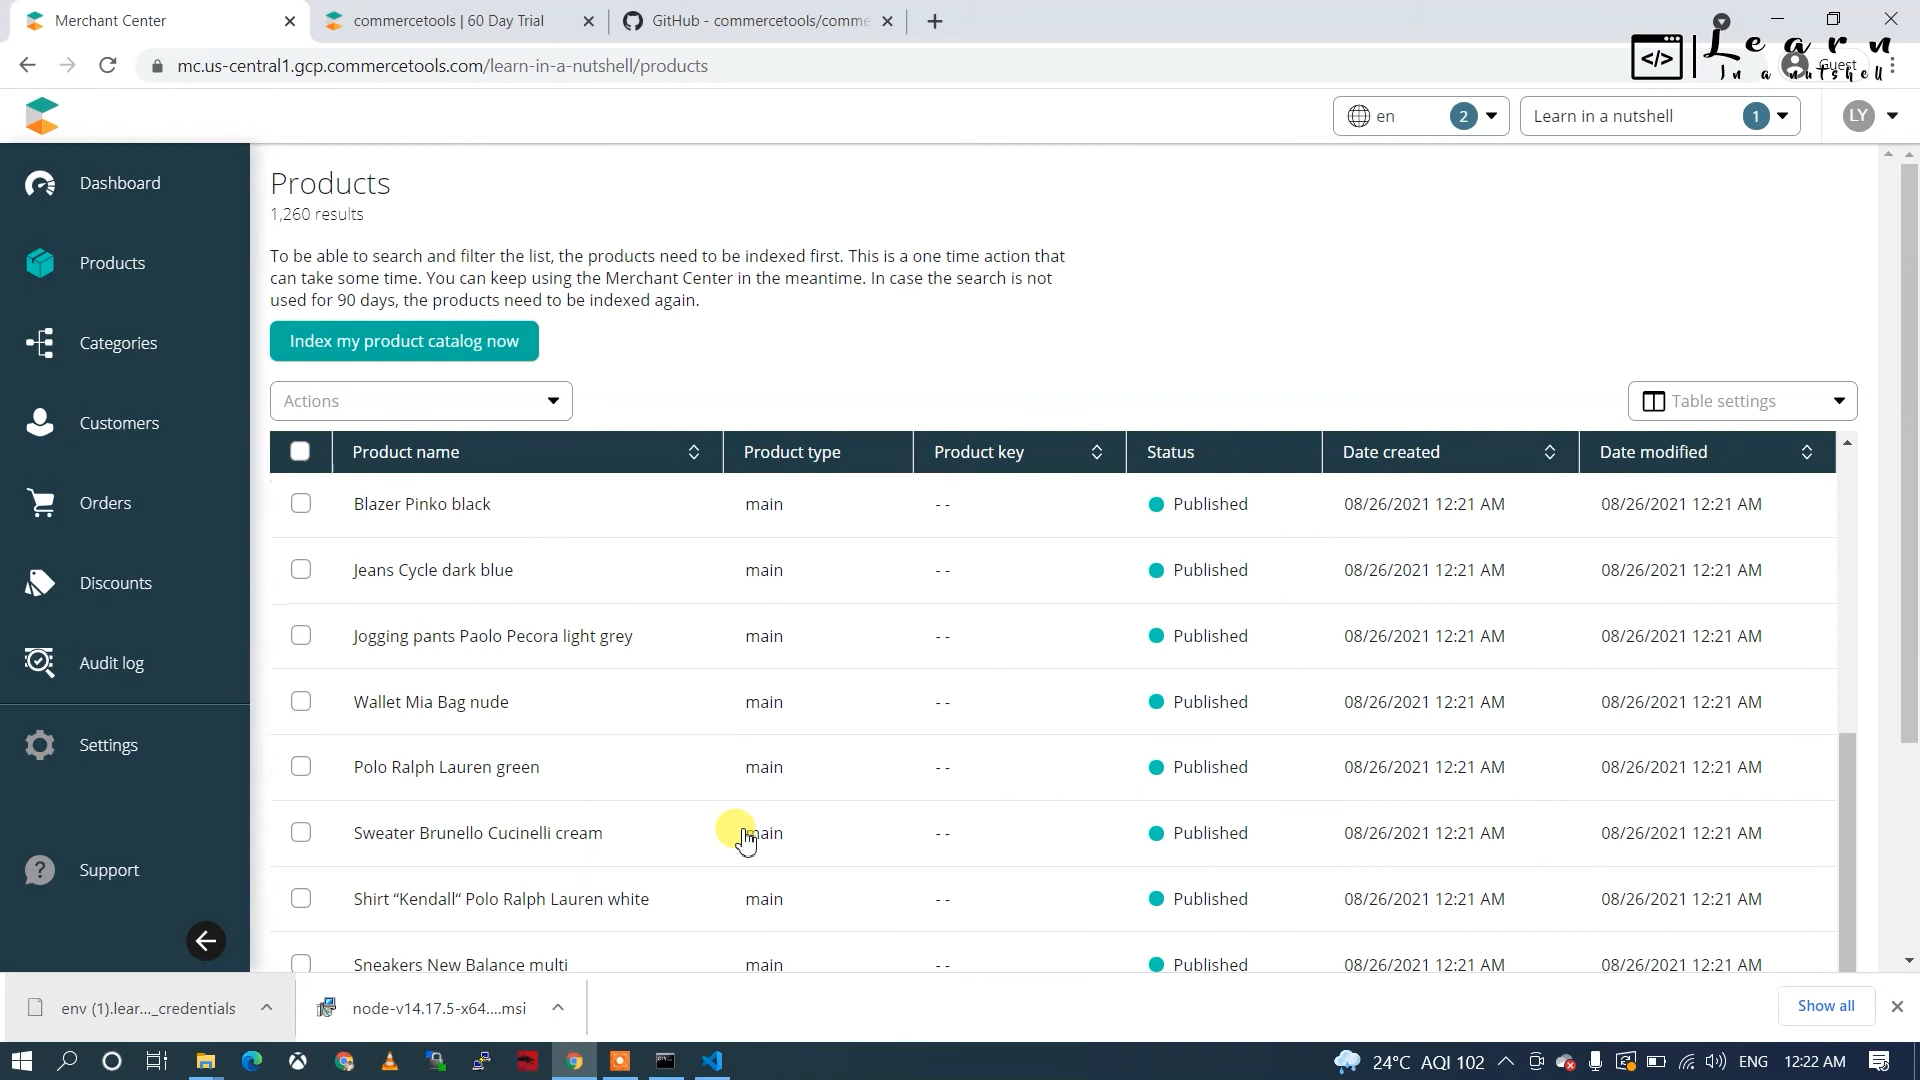 Merchant Center
commercetools | 60 Day Trial
GitHub - commercetools/comme
mc.us-central1.gcp.commercetools.com/learn-in-a-nutshell/products
</> | Learn
In a nutshell
Guest
en 2
Learn in a nutshell 1
LY
Dashboard
Products
Categories
Customers
Orders
Discounts
Audit log
Settings
Support
Products
1,260 results
To be able to search and filter the list, the products need to be indexed first. This is a one time action that
can take some time. You can keep using the Merchant Center in the meantime. In case the search is not
used for 90 days, the products need to be indexed again.
Index my product catalog now
Actions
Table settings
Product name Product type Product key Status Date created Date modified
Blazer Pinko black main - - Published 08/26/2021 12:21 AM 08/26/2021 12:21 AM
Jeans Cycle dark blue main - - Published 08/26/2021 12:21 AM 08/26/2021 12:21 AM
Jogging pants Paolo Pecora light grey main - - Published 08/26/2021 12:21 AM 08/26/2021 12:21 AM
Wallet Mia Bag nude main - - Published 08/26/2021 12:21 AM 08/26/2021 12:21 AM
Polo Ralph Lauren green main - - Published 08/26/2021 12:21 AM 08/26/2021 12:21 AM
Sweater Brunello Cucinelli cream main - - Published 08/26/2021 12:21 AM 08/26/2021 12:21 AM
Shirt “Kendall“ Polo Ralph Lauren white main - - Published 08/26/2021 12:21 AM 08/26/2021 12:21 AM
Sneakers New Balance multi main - - Published 08/26/2021 12:21 AM 08/26/2021 12:21 AM
env (1).lear..._credentials
node-v14.17.5-x64....msi
Show all
24°C AQI 102
ENG
12:22 AM